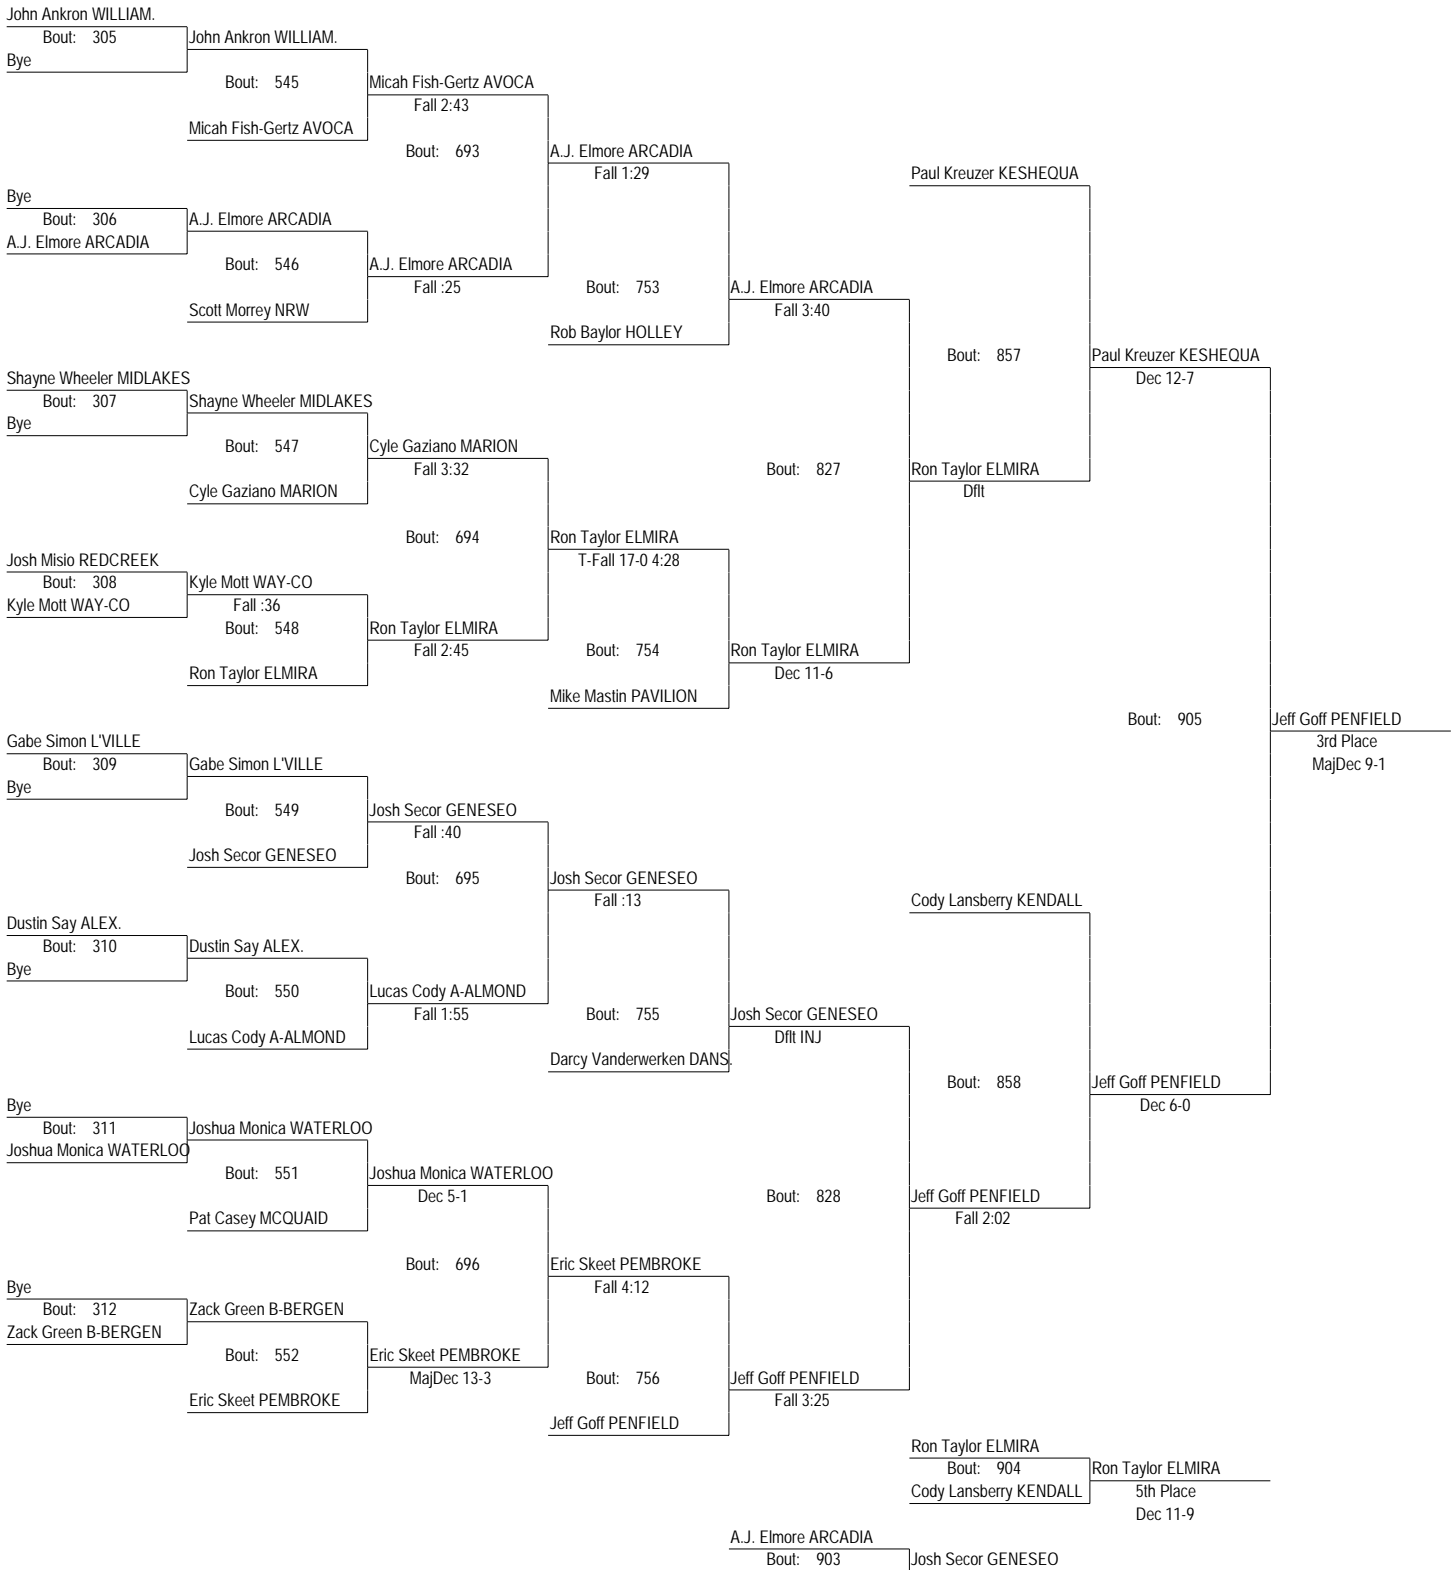 John Ankron WILLIAM.
Bout: 305
Bye
John Ankron WILLIAM.
Bout: 545
Micah Fish-Gertz AVOCA
Micah Fish-Gertz AVOCA
Fall 2:43
Bout: 693
Bye
Bout: 306
A.J. Elmore ARCADIA
A.J. Elmore ARCADIA
Bout: 546
Scott Morrey NRW
A.J. Elmore ARCADIA
Fall :25
A.J. Elmore ARCADIA
Fall 1:29
Bout: 753
Rob Baylor HOLLEY
A.J. Elmore ARCADIA
Fall 3:40
Shayne Wheeler MIDLAKES
Bout: 307
Bye
Shayne Wheeler MIDLAKES
Bout: 547
Cyle Gaziano MARION
Cyle Gaziano MARION
Fall 3:32
Bout: 694
Josh Misio REDCREEK
Bout: 308
Kyle Mott WAY-CO
Kyle Mott WAY-CO
Fall :36
Bout: 548
Ron Taylor ELMIRA
Ron Taylor ELMIRA
Fall 2:45
Ron Taylor ELMIRA
T-Fall 17-0 4:28
Bout: 754
Mike Mastin PAVILION
Ron Taylor ELMIRA
Dec 11-6
Bout: 827
Paul Kreuzer KESHEQUA
Bout: 857
Ron Taylor ELMIRA
Dflt
Paul Kreuzer KESHEQUA
Dec 12-7
Bout: 905
Jeff Goff PENFIELD
3rd Place
MajDec 9-1
Gabe Simon L'VILLE
Bout: 309
Bye
Gabe Simon L'VILLE
Bout: 549
Josh Secor GENESEO
Josh Secor GENESEO
Fall :40
Bout: 695
Dustin Say ALEX.
Bout: 310
Bye
Dustin Say ALEX.
Bout: 550
Lucas Cody A-ALMOND
Lucas Cody A-ALMOND
Fall 1:55
Josh Secor GENESEO
Fall :13
Bout: 755
Darcy Vanderwerken DANS.
Josh Secor GENESEO
Dflt INJ
Bye
Bout: 311
Joshua Monica WATERLOO
Joshua Monica WATERLOO
Bout: 551
Pat Casey MCQUAID
Joshua Monica WATERLOO
Dec 5-1
Bout: 696
Bye
Bout: 312
Zack Green B-BERGEN
Zack Green B-BERGEN
Bout: 552
Eric Skeet PEMBROKE
Eric Skeet PEMBROKE
MajDec 13-3
Eric Skeet PEMBROKE
Fall 4:12
Bout: 756
Jeff Goff PENFIELD
Jeff Goff PENFIELD
Fall 3:25
Bout: 828
Cody Lansberry KENDALL
Bout: 858
Jeff Goff PENFIELD
Fall 2:02
Jeff Goff PENFIELD
Dec 6-0
Ron Taylor ELMIRA
Bout: 904
Cody Lansberry KENDALL
Ron Taylor ELMIRA
5th Place
Dec 11-9
A.J. Elmore ARCADIA
Bout: 903
Josh Secor GENESEO